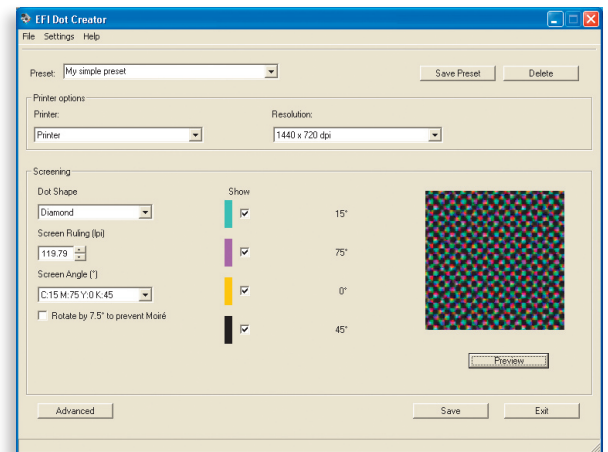 EFI Dot Creator
File Settings Help
Preset: My simple preset Save Preset Delete
Printer options
Printer: Resolution:
Printer 1440 x 720 dpi
Screening
Dot Shape Show
Diamond 15°
Screen Ruling (lpi)
119.79 75°
Screen Angle (°)
C:15 M:75 Y:0 K:45 0°
Rotate by 7.5° to prevent Moiré
45°
Preview
Advanced Save Exit